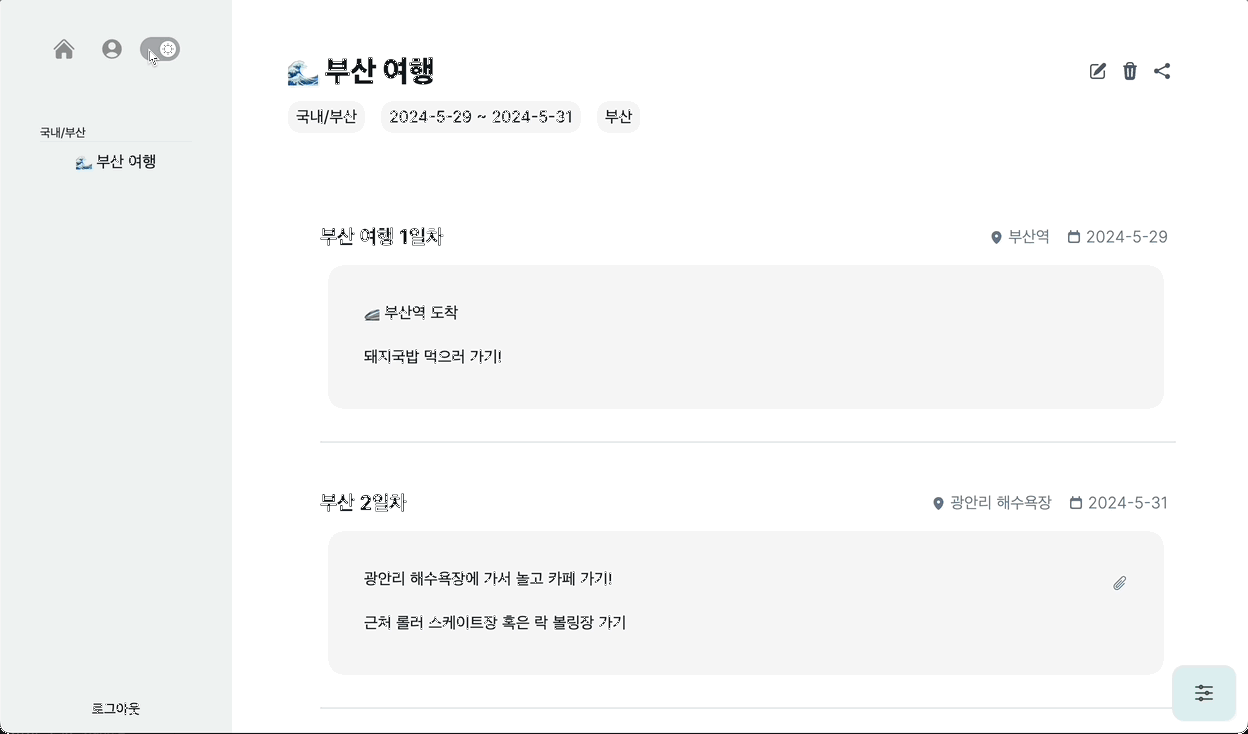 국내/부산
🌊 부산 여행
로그아웃
🌊 부산 여행
국내/부산 2024-5-29 ~ 2024-5-31 부산
부산 여행 1일차 부산역 2024-5-29
🚄 부산역 도착
돼지국밥 먹으러 가기!
부산 2일차 광안리 해수욕장 2024-5-31
광안리 해수욕장에 가서 놀고 카페 가기!
근처 롤러 스케이트장 혹은 락 볼링장 가기